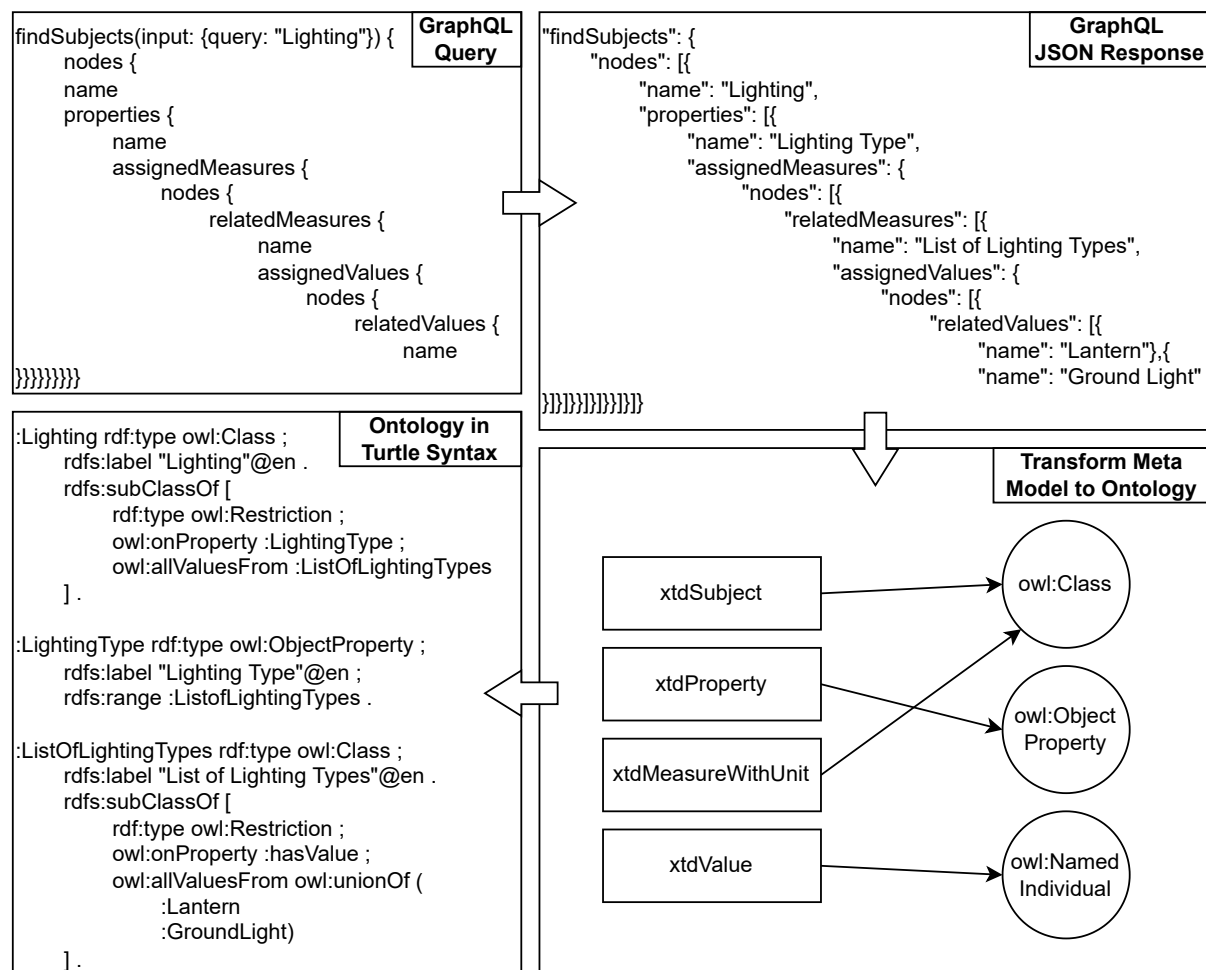 GraphQL
Query
findSubjects(input: {query: "Lighting"}) {
nodes {
name
properties {
name
assignedMeasures {
nodes {
relatedMeasures {
name
assignedValues {
nodes {
relatedValues {
name
}}}}}}}}}
GraphQL
JSON Response
"findSubjects": {
"nodes": [{
"name": "Lighting",
"properties": [{
"name": "Lighting Type",
"assignedMeasures": {
"nodes": [{
"relatedMeasures": [{
"name": "List of Lighting Types",
"assignedValues": {
"nodes": [{
"relatedValues": [{
"name": "Lantern"},{
"name": "Ground Light"
}]}]}}]}]}}]}]}
Transform Meta
Model to Ontology
xtdSubject
xtdProperty
xtdMeasureWithUnit
xtdValue
owl:Class
owl:Object
Property
owl:Named
Individual
Ontology in
Turtle Syntax
:Lighting rdf:type owl:Class ;
rdfs:label "Lighting"@en .
rdfs:subClassOf [
rdf:type owl:Restriction ;
owl:onProperty :LightingType ;
owl:allValuesFrom :ListOfLightingTypes
] .
:LightingType rdf:type owl:ObjectProperty ;
rdfs:label "Lighting Type"@en ;
rdfs:range :ListofLightingTypes .
:ListOfLightingTypes rdf:type owl:Class ;
rdfs:label "List of Lighting Types"@en .
rdfs:subClassOf [
rdf:type owl:Restriction ;
owl:onProperty :hasValue ;
owl:allValuesFrom owl:unionOf (
:Lantern
:GroundLight)
] .